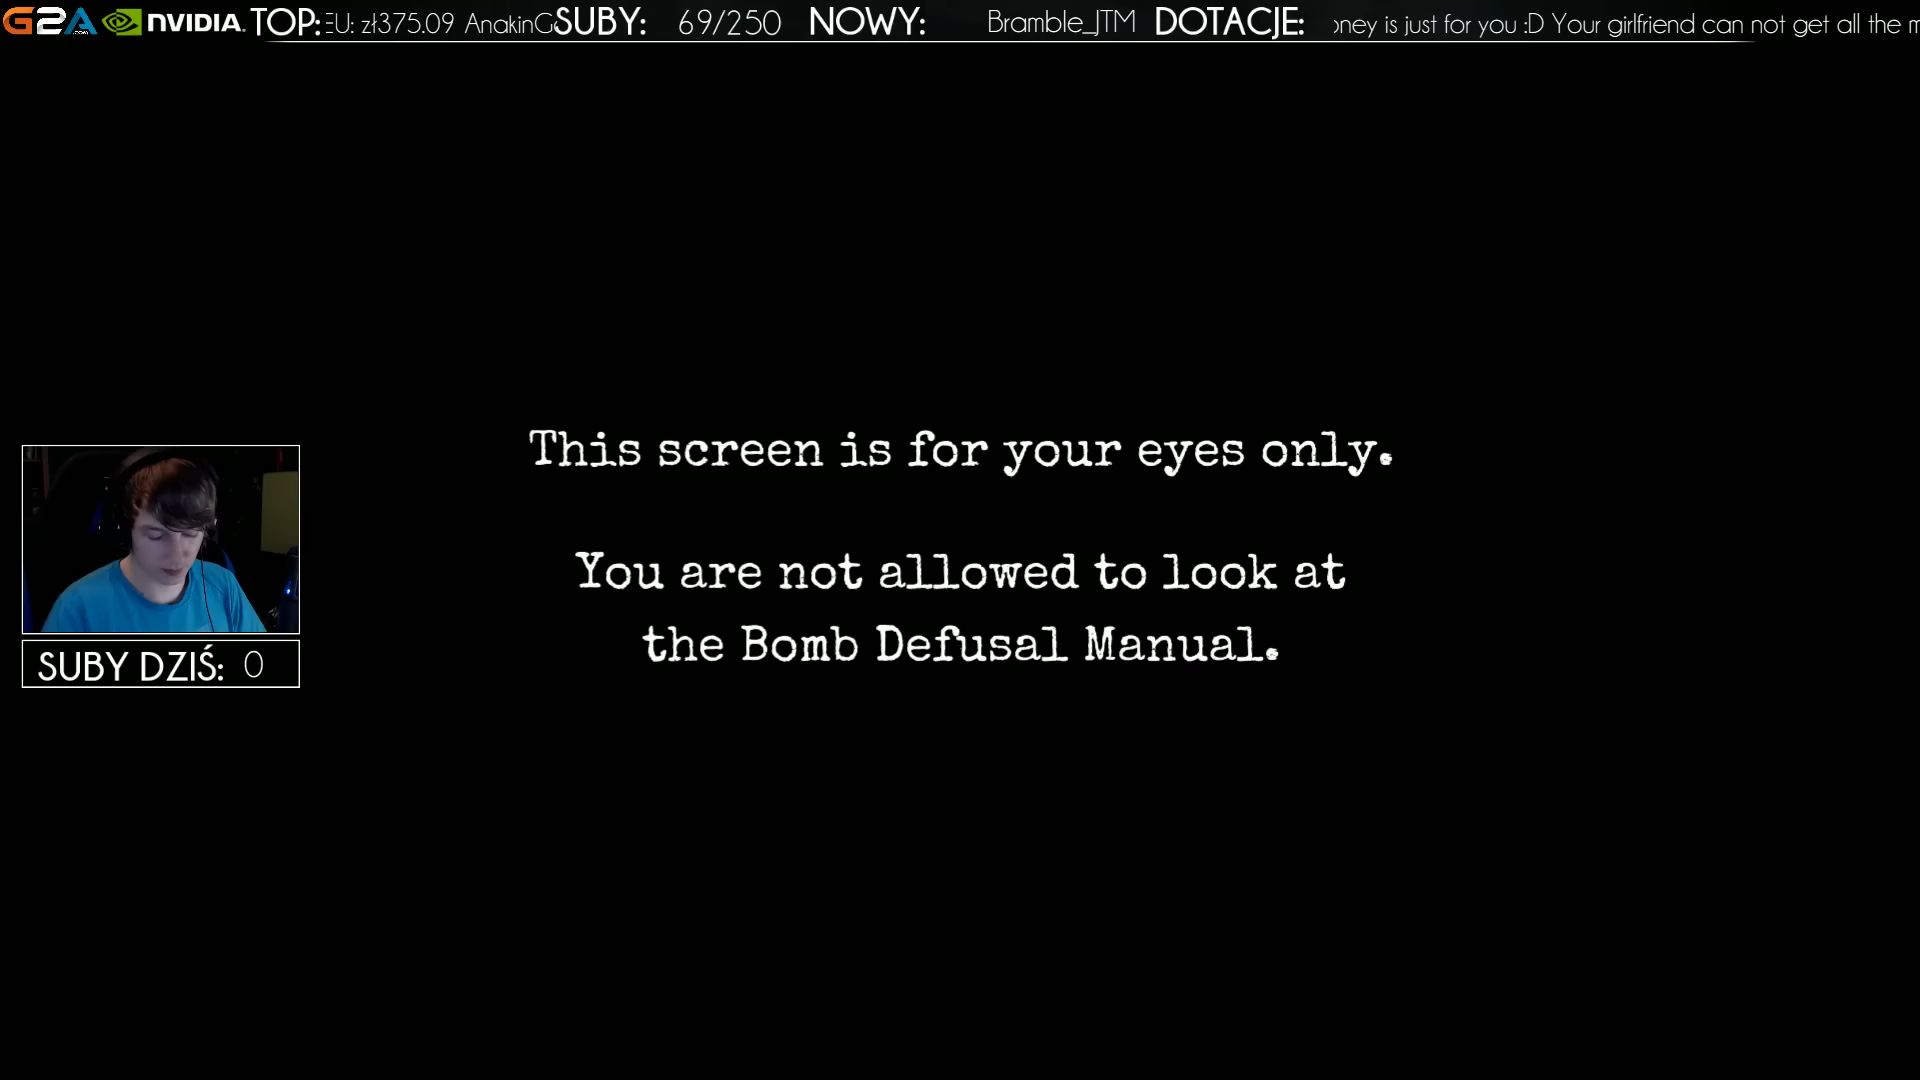 G2A.COM NVIDIA. TOP: EU: zł375.09 SUBY: 69/250 NOWY: Bramble_JTM DOTACJE: is just for you :D Your girlfriend can not get all the
This screen is for your eyes only.
You are not allowed to look at
the Bomb Defusal Manual.
SUBY DZIŚ: 0